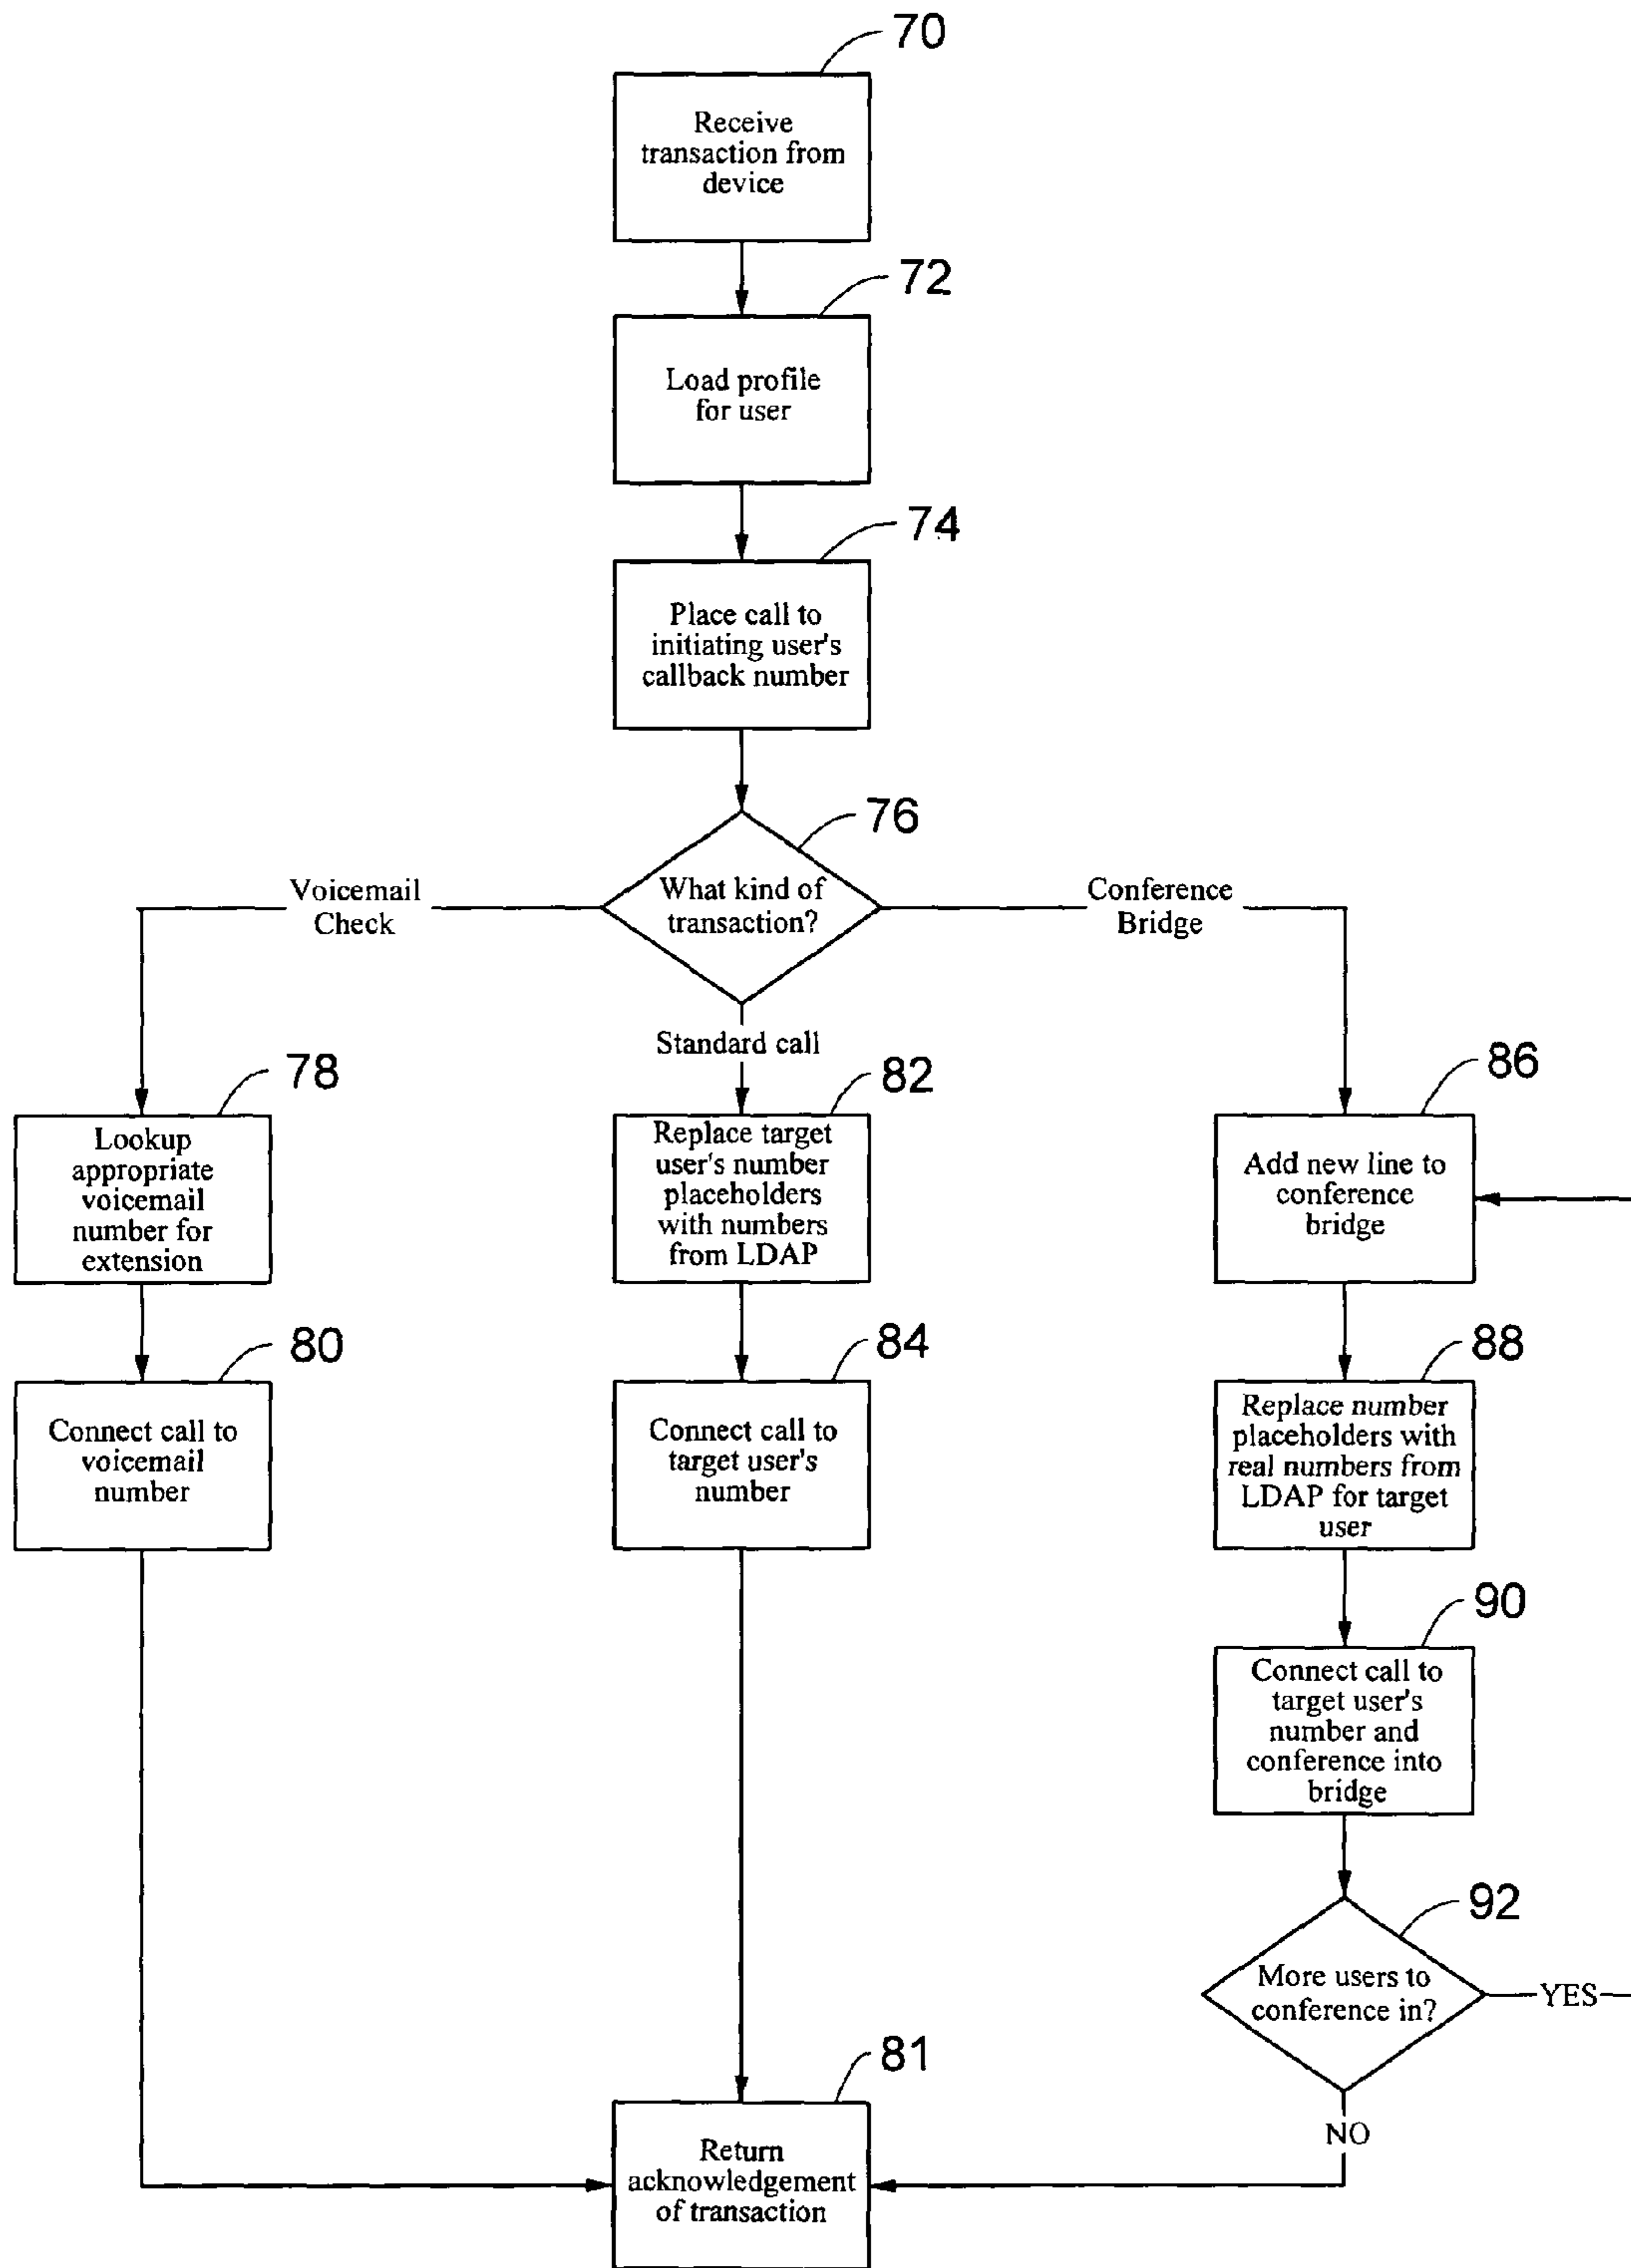 70
Receive
transaction from
device
72
Load profile
for user
74
Place call to
initiating user's
callback number
76
What kind of
transaction?
Voicemail
Check
Conference
Bridge
Standard call
78
Lookup
appropriate
voicemail
number for
extension
82
Replace target
user's number
placeholders
with numbers
from LDAP
86
Add new line to
conference
bridge
80
Connect call to
voicemail
number
84
Connect call to
target user's
number
88
Replace number
placeholders with
real numbers from
LDAP for target
user
90
Connect call to
target user's
number and
conference into
bridge
92
More users to
conference in?
YES
NO
81
Return
acknowledgement
of transaction